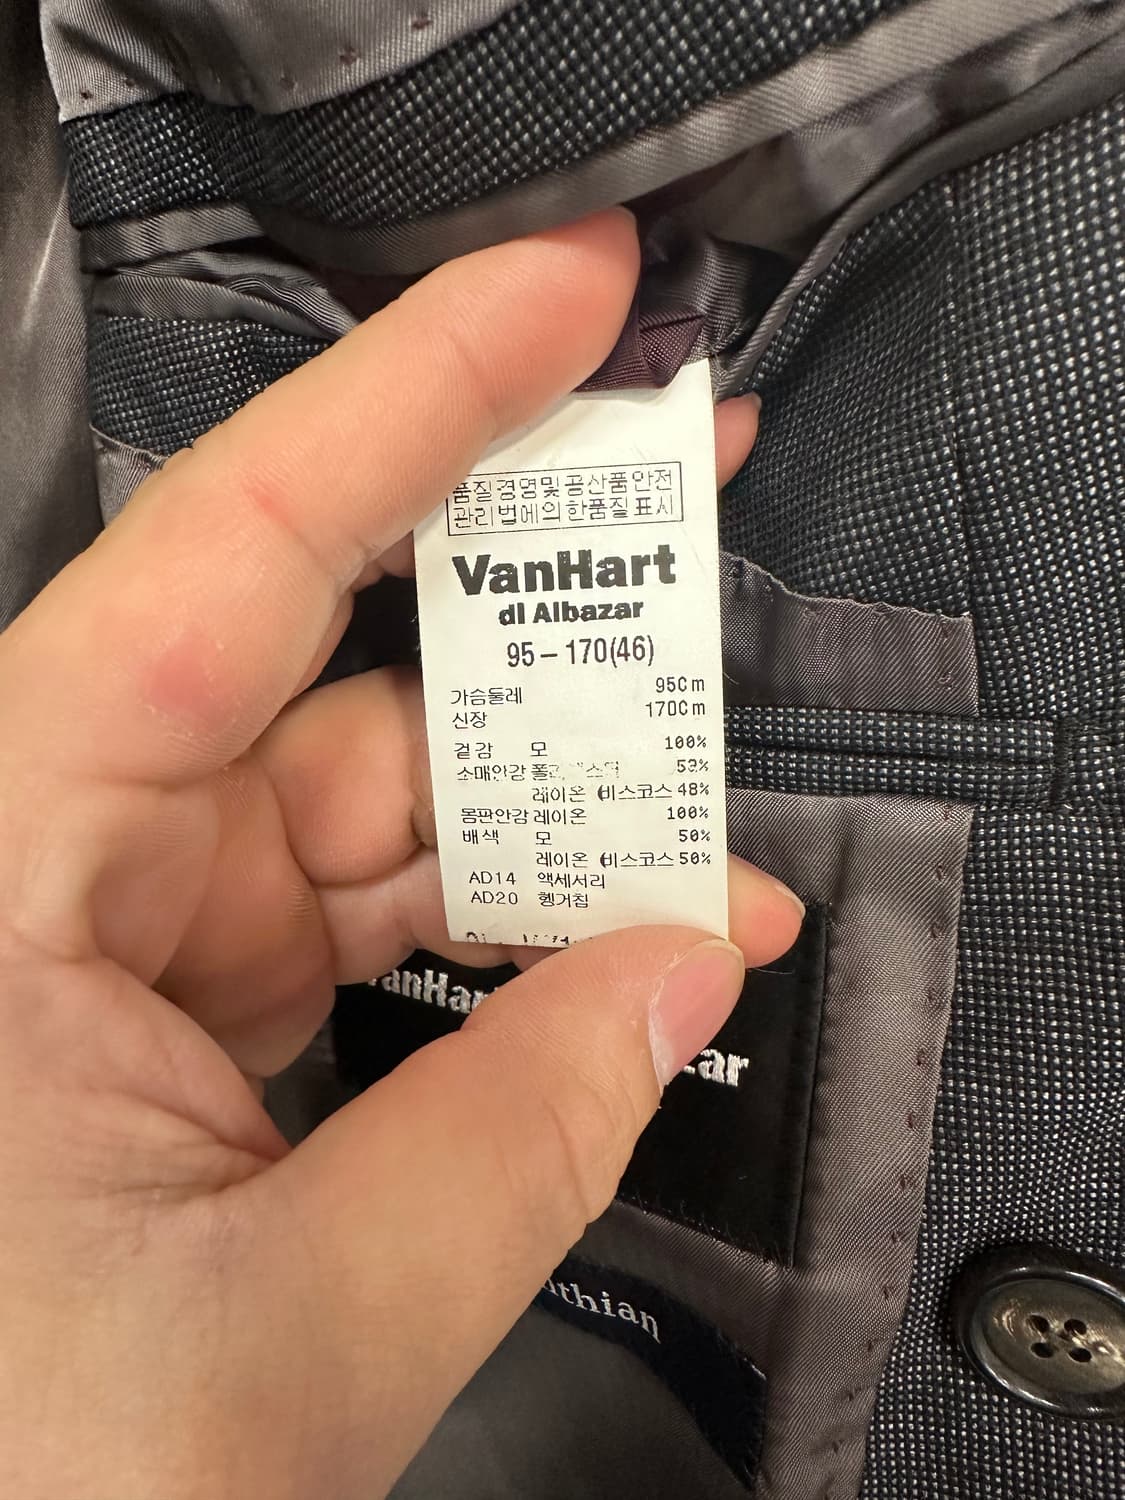 품질경영및공산품안전
관리법에의한품질표시
VanHart
dl Albazar
95-170(46)
가슴둘레 95Cm
신장 170Cm
겉감 모 100%
소매안감
레이온 (비스코스 48%
몸판안감 레이온 100%
배색 모 50%
레이온 (비스코스 50%
AD14 액세서리
AD20 행거칩